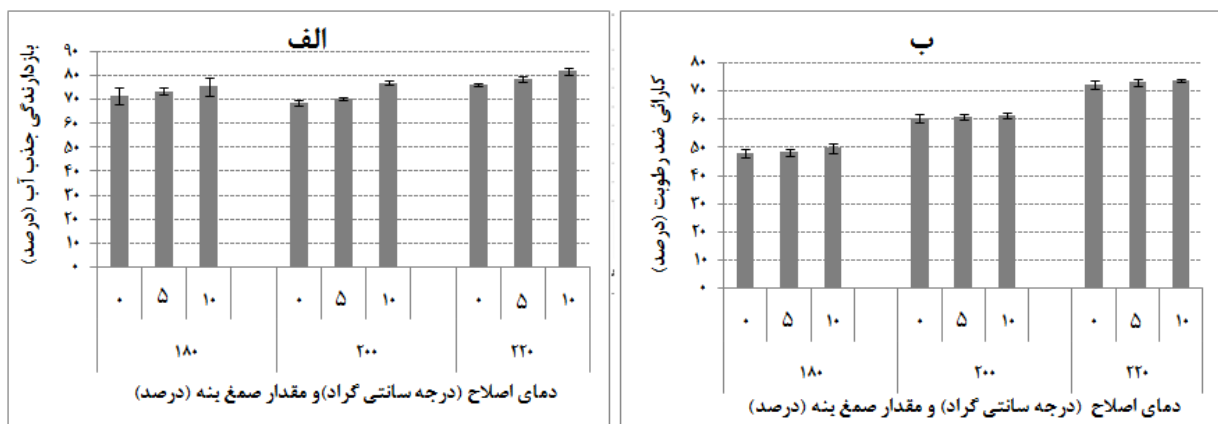 الف
بازدارندگی جذب آب (درصد)
۹۰
۸۰
۷۰
۶۰
۵۰
۴۰
۳۰
۲۰
۱۰
۰
۰ ۵ ۱۰ ۰ ۵ ۱۰ ۰ ۵ ۱۰
۱۸۰ ۲۰۰ ۲۲۰
دمای اصلاح (درجه سانتی گراد)و مقدار صمغ بنه (درصد)
ب
کارائی ضد رطوبت (درصد)
۸۰
۷۰
۶۰
۵۰
۴۰
۳۰
۲۰
۱۰
۰
۰ ۵ ۱۰ ۰ ۵ ۱۰ ۰ ۵ ۱۰
۱۸۰ ۲۰۰ ۲۲۰
دمای اصلاح (درجه سانتی گراد) و مقدار صمغ بنه (درصد)